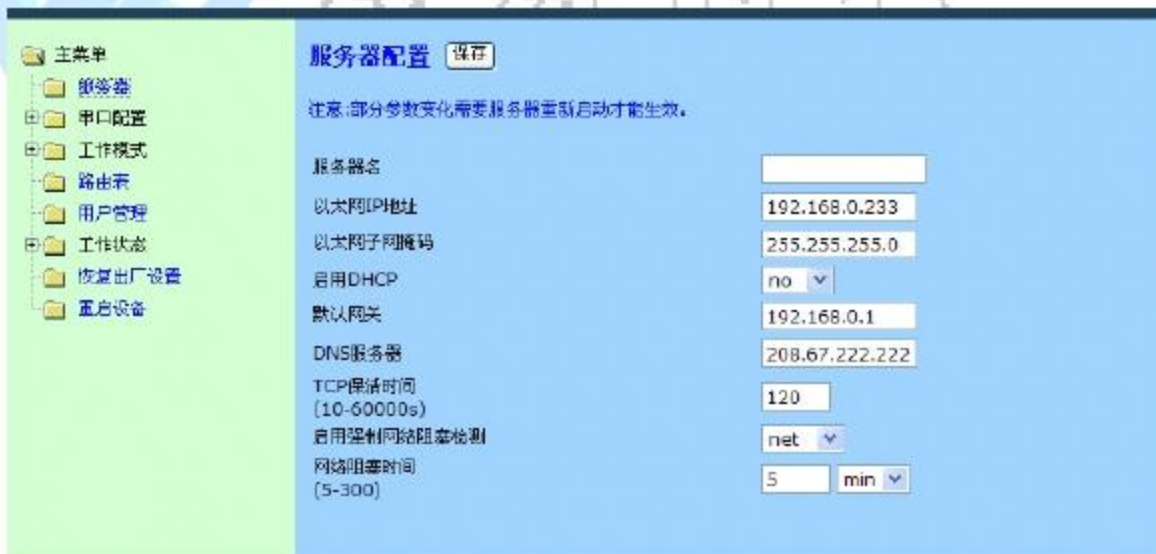 主菜单
服务器
串口配置
工作模式
路由表
用户管理
工作状态
恢复出厂设置
重启设备
服务器配置 保存
注意:部分参数变化需要服务器重新启动才能生效。
服务器名
以太网IP地址 192.168.0.233
以太网子网掩码 255.255.255.0
启用DHCP no
默认网关 192.168.0.1
DNS服务器 208.67.222.222
TCP保活时间
(10-60000s) 120
启用强制网络阻塞检测 net
网络阻塞时间
(5-300) 5 min